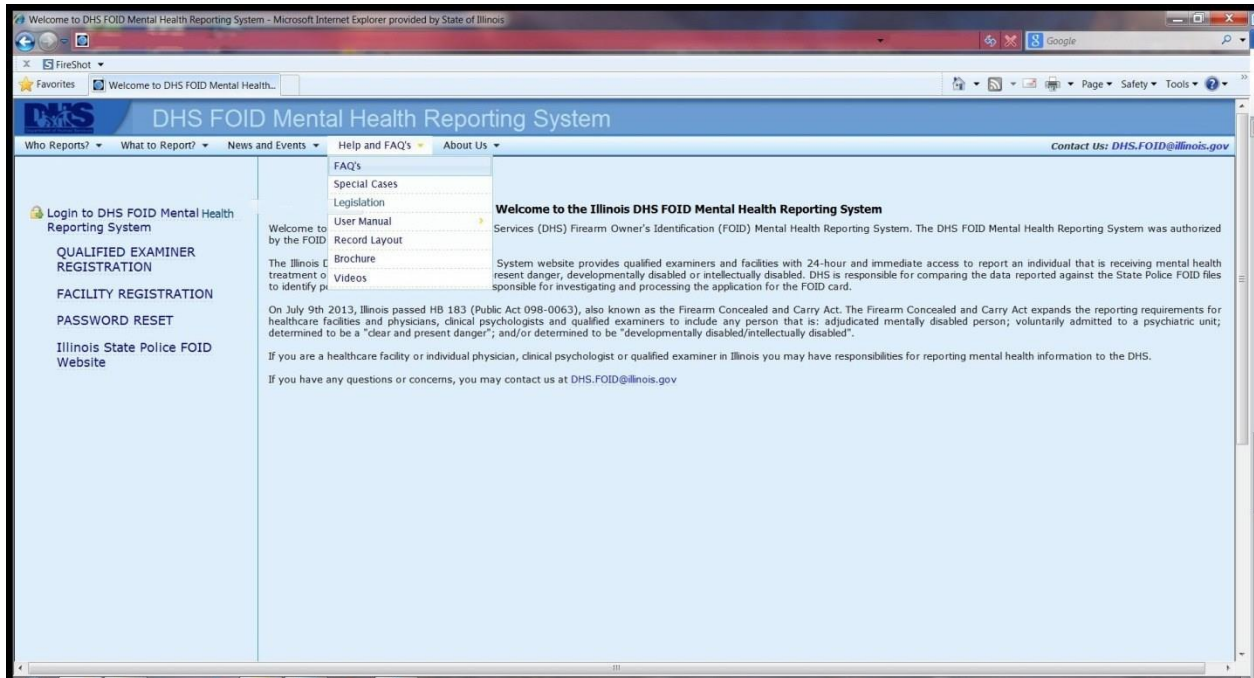 Welcome to DHS FOID Mental Health Reporting System - Microsoft Internet Explorer provided by State of Illinois
Google
X FireShot
Favorites Welcome to DHS FOID Mental Health...
Page Safety Tools
DHS DHS FOID Mental Health Reporting System
Who Reports? What to Report? News and Events Help and FAQ's About Us Contact Us: DHS.FOID@illinois.gov
FAQ's
Special Cases
Legislation
User Manual
Record Layout
Brochure
Videos
Login to DHS FOID Mental Health
Reporting System
QUALIFIED EXAMINER
REGISTRATION
FACILITY REGISTRATION
PASSWORD RESET
Illinois State Police FOID
Website
Welcome to the Illinois DHS FOID Mental Health Reporting System
Welcome to Services (DHS) Firearm Owner's Identification (FOID) Mental Health Reporting System. The DHS FOID Mental Health Reporting System was authorized
by the FOID
The Illinois D System website provides qualified examiners and facilities with 24-hour and immediate access to report an individual that is receiving mental health
treatment o resent danger, developmentally disabled or intellectually disabled. DHS is responsible for comparing the data reported against the State Police FOID files
to identify p sponsible for investigating and processing the application for the FOID card.
On July 9th 2013, Illinois passed HB 183 (Public Act 098-0063), also known as the Firearm Concealed and Carry Act. The Firearm Concealed and Carry Act expands the reporting requirements for
healthcare facilities and physicians, clinical psychologists and qualified examiners to include any person that is: adjudicated mentally disabled person; voluntarily admitted to a psychiatric unit;
determined to be a "clear and present danger"; and/or determined to be "developmentally disabled/intellectually disabled".
If you are a healthcare facility or individual physician, clinical psychologist or qualified examiner in Illinois you may have responsibilities for reporting mental health information to the DHS.
If you have any questions or concerns, you may contact us at DHS.FOID@illinois.gov